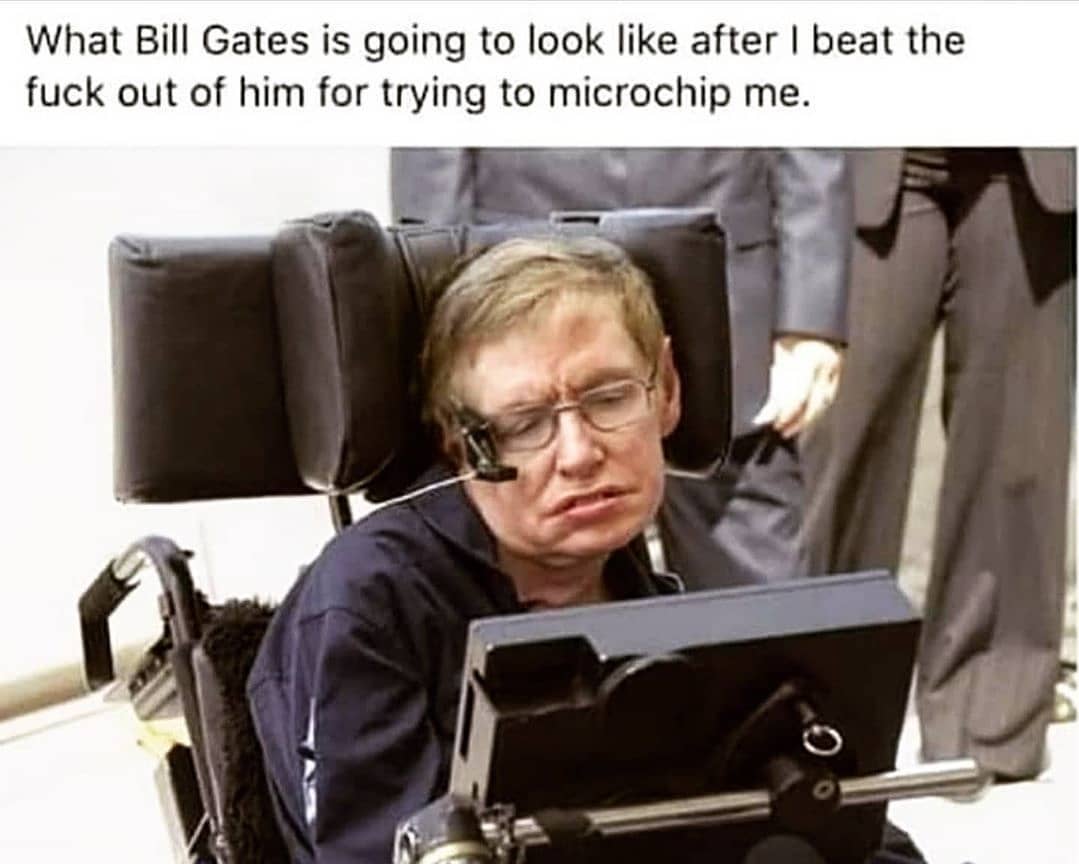 What Bill Gates is going to look like after I beat the
fuck out of him for trying to microchip me.